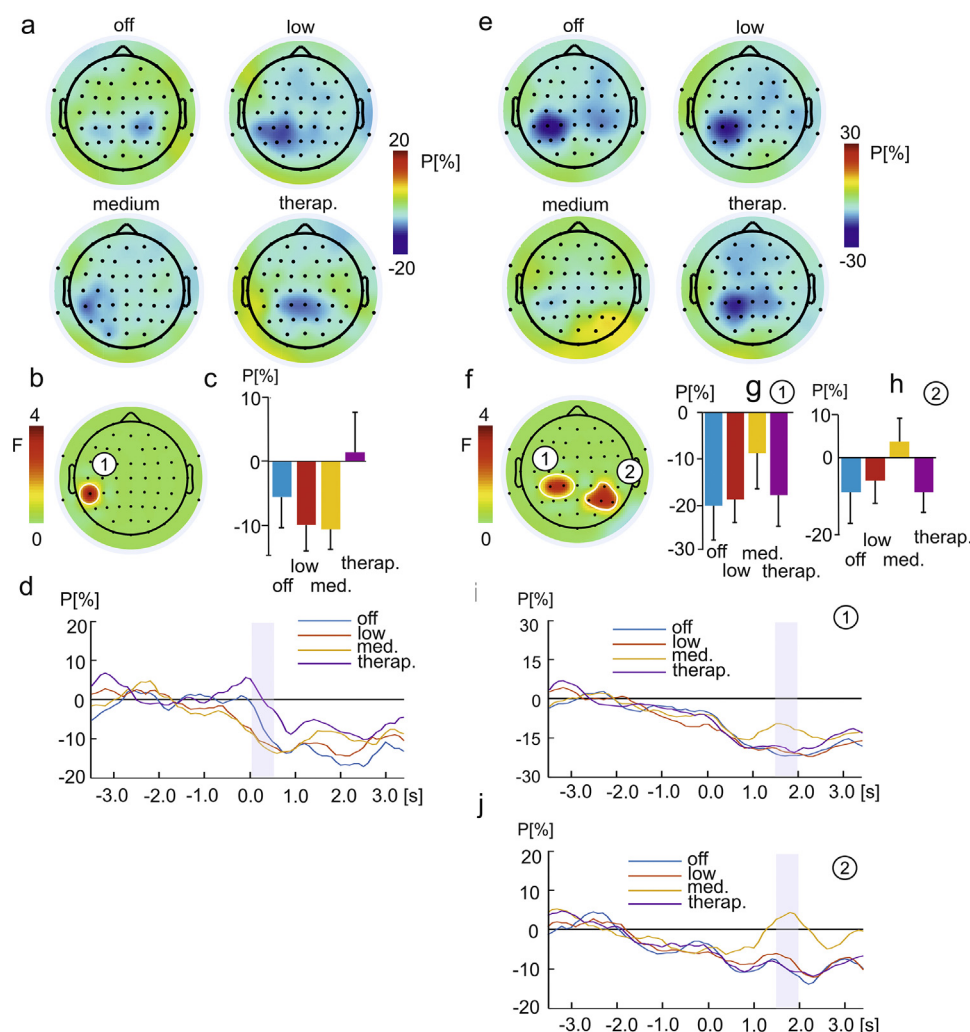 a
off
low
20
P[%]
-20
medium
therap.
e
off
low
30
P[%]
-30
medium
therap.
b
4
F
0
1
c
P[%]
10
0
-10
low
therap.
off
med.
f
4
F
0
1
2
g
1
P[%]
0
-10
-20
-30
off
med.
low
therap.
h
2
P[%]
10
0
20
low
therap.
off
med.
d
P[%]
20
10
0
-10
-20
off
low
med.
therap.
-3.0 -2.0 -1.0 0.0 1.0 2.0 3.0 [s]
i
P[%]
1
30
15
0
-15
-30
off
low
med.
therap.
-3.0 -2.0 -1.0 0.0 1.0 2.0 3.0 [s]
j
P[%]
2
20
10
0
-10
-20
off
low
med.
therap.
-3.0 -2.0 -1.0 0.0 1.0 2.0 3.0 [s]